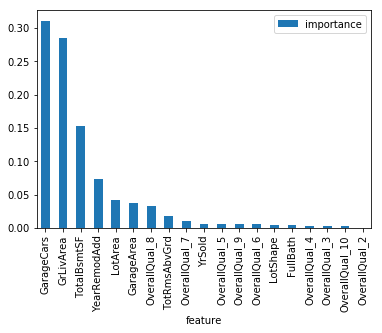 importance
0.30
0.25
0.20
0.15
0.10
0.05
0.00
GarageCars
GrLivArea
TotalBsmtSF
YearRemodAdd
LotArea
GarageArea
OverallQual_8
TotRmsAbvGrd
OverallQual_7
YrSold
OverallQual_5
OverallQual_9
OverallQual_6
LotShape
FullBath
OverallQual_4
OverallQual_3
OverallQual_10
OverallQual_2
feature